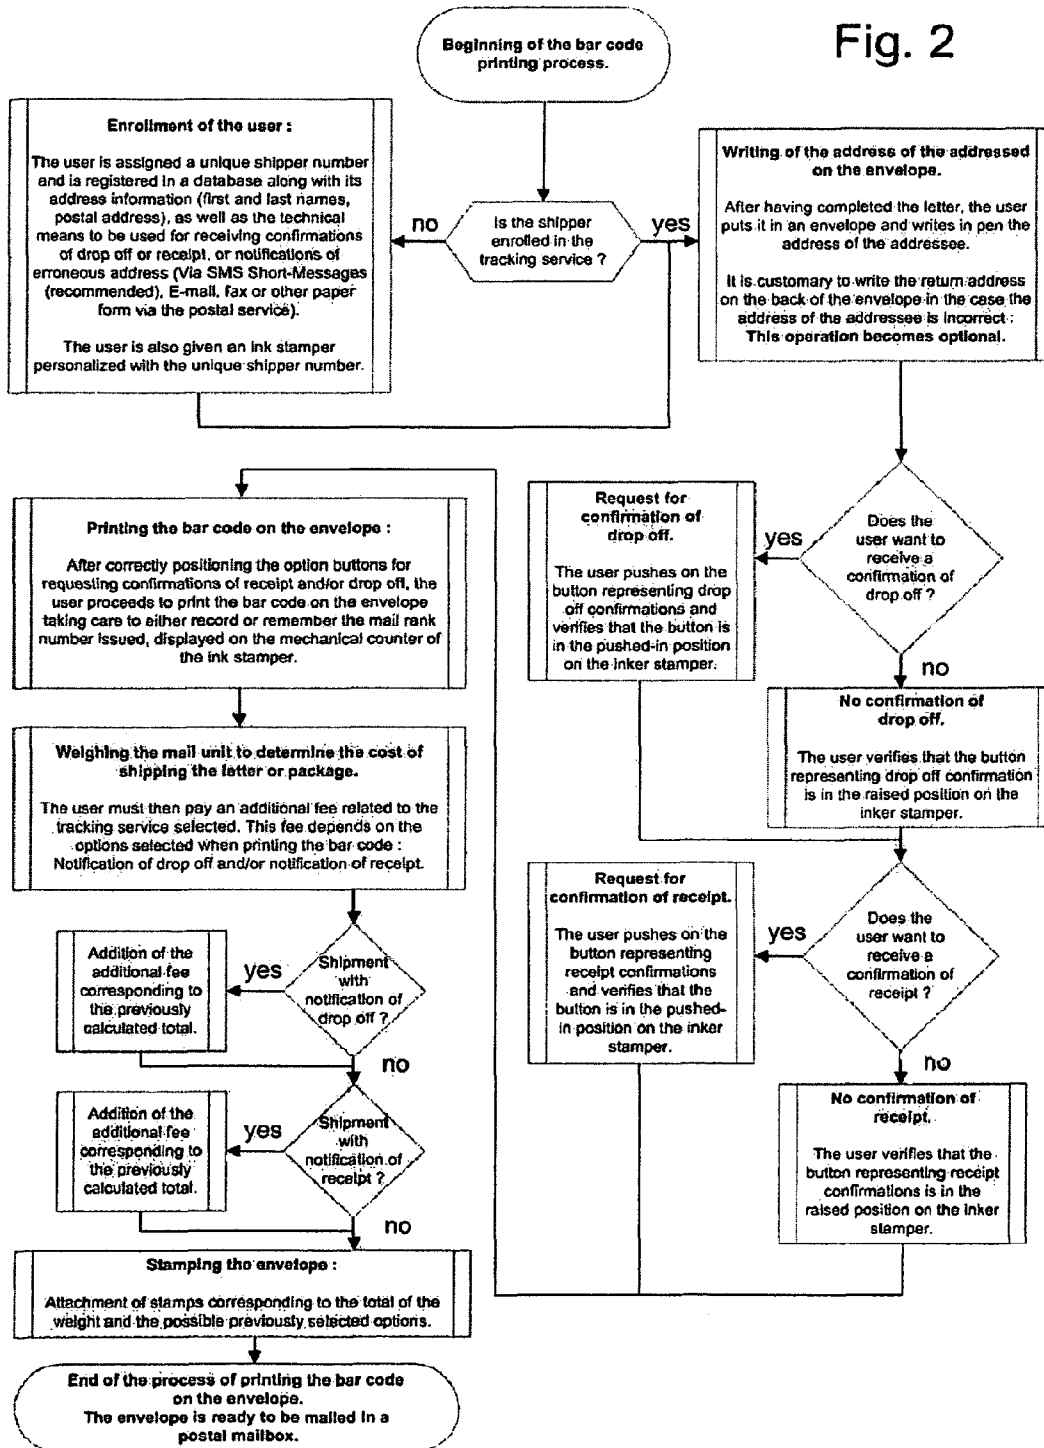 Fig. 2
Beginning of the bar code
printing process.
Enrollment of the user :
The user is assigned a unique shipper number
and is registered in a database along with its
address information (first and last names,
postal address), as well as the technical
means to be used for receiving confirmations
of drop off or receipt, or notifications of
erroneous address (Via SMS Short-Messages
(recommended), E-mail, fax or other paper
form via the postal service).
The user is also given an ink stamper
personalized with the unique shipper number.
no
Is the shipper
enrolled in the
tracking service ?
yes
Writing of the address of the addressed
on the envelope.
After having completed the letter, the user
puts it in an envelope and writes in pen the
address of the addressee.
It is customary to write the return address
on the back of the envelope in the case the
address of the addressee is incorrect :
This operation becomes optional.
Does the
user want to
receive a
confirmation of
drop off ?
yes
Request for
confirmation of
drop off.
The user pushes on the
button representing drop
off confirmations and
verifies that the button is
in the pushed-in position
on the inker stamper.
no
No confirmation of
drop off.
The user verifies that the button
representing drop off confirmation
is in the raised position on the
inker stamper.
Does the
user want to
receive a
confirmation of
receipt ?
yes
Request for
confirmation of receipt.
The user pushes on the
button representing
receipt confirmations
and verifies that the
button is in the pushed-
in position on the inker
stamper.
no
No confirmation of
receipt.
The user verifies that the
button representing receipt
confirmations is in the
raised position on the inker
stamper.
Printing the bar code on the envelope :
After correctly positioning the option buttons for
requesting confirmations of receipt and/or drop off, the
user proceeds to print the bar code on the envelope
taking care to either record or remember the mail rank
number issued, displayed on the mechanical counter of
the ink stamper.
Weighing the mail unit to determine the cost of
shipping the letter or package.
The user must then pay an additional fee related to the
tracking service selected. This fee depends on the
options selected when printing the bar code :
Notification of drop off and/or notification of receipt.
Shipment
with
notification of
drop off ?
yes
Addition of the
additional fee
corresponding to
the previously
calculated total.
no
Shipment
with
notification of
receipt ?
yes
Addition of the
additional fee
corresponding to
the previously
calculated total.
no
Stamping the envelope :
Attachment of stamps corresponding to the total of the
weight and the possible previously selected options.
End of the process of printing the bar code
on the envelope.
The envelope is ready to be mailed in a
postal mailbox.